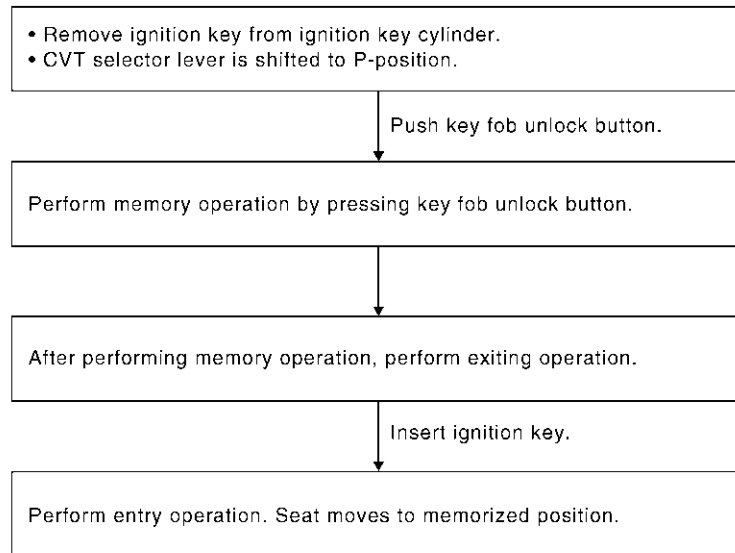 • Remove ignition key from ignition key cylinder.
• CVT selector lever is shifted to P-position.
Push key fob unlock button.
Perform memory operation by pressing key fob unlock button.
After performing memory operation, perform exiting operation.
Insert ignition key.
Perform entry operation. Seat moves to memorized position.